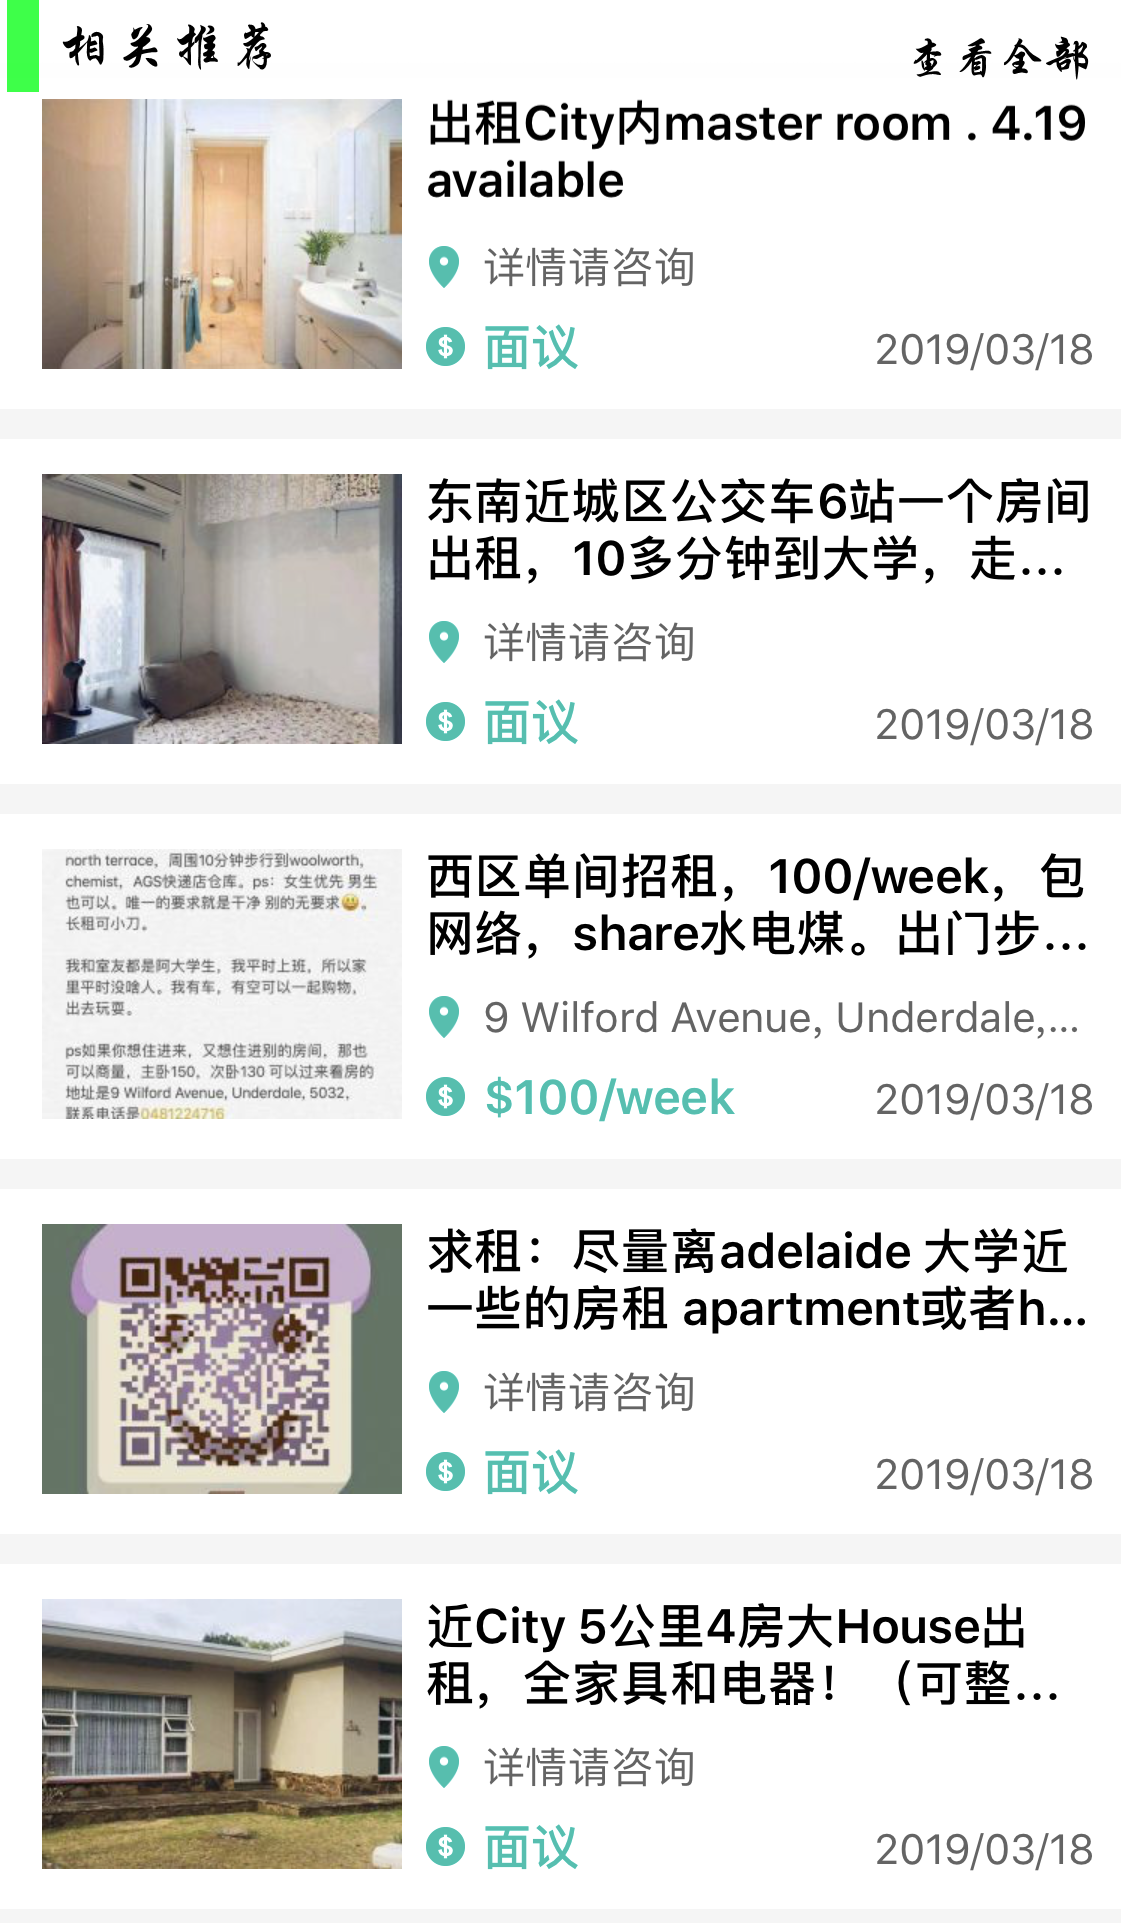 相关推荐
查看全部
出租City内master room . 4.19
available
详情请咨询
面议
2019/03/18
东南近城区公交车6站一个房间
出租，10多分钟到大学，走...
详情请咨询
面议
2019/03/18
north terrace，周围10分钟步行到woolworth，
chemist，AGS快递店仓库。ps：女生优先 男生
也可以。唯一的要求就是干净 别的无要求😀。
长租可小刀。
我和室友都是阿大学生，我平时上班，所以家
里平时没啥人。我有车，有空可以一起购物，
出去玩耍。
ps如果你想住进来，又想住进别的房间，那也
可以商量，主卧150，次卧130 可以过来看房的
地址是9 Wilford Avenue, Underdale, 5032，
联系电话是0481224716
西区单间招租，100/week，包
网络，share水电煤。出门步...
9 Wilford Avenue, Underdale,...
$100/week
2019/03/18
求租：尽量离adelaide 大学近
一些的房租 apartment或者h...
详情请咨询
面议
2019/03/18
近City 5公里4房大House出
租，全家具和电器！（可整...
详情请咨询
面议
2019/03/18